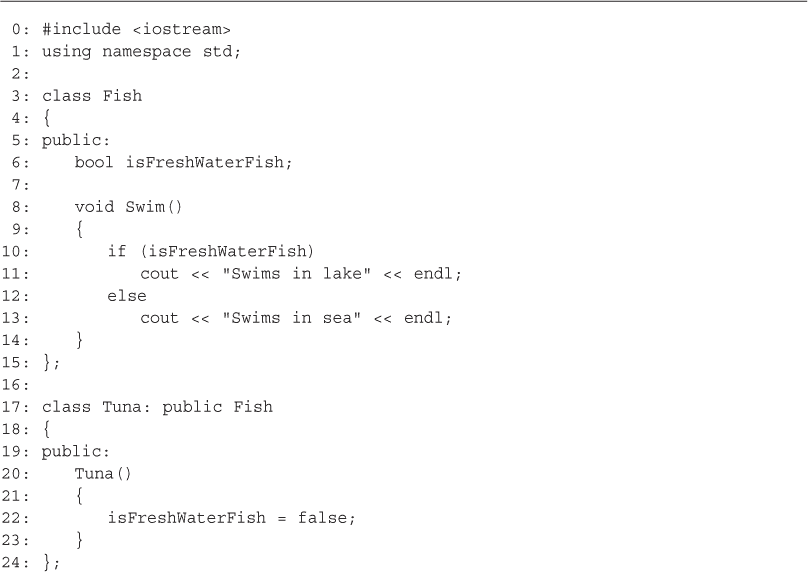 0: #include <iostream>
1: using namespace std;
2:
3: class Fish
4: {
5: public:
6:    bool isFreshWaterFish;
7:
8:    void Swim()
9:    {
10:       if (isFreshWaterFish)
11:          cout << "Swims in lake" << endl;
12:       else
13:          cout << "Swims in sea" << endl;
14:    }
15: };
16:
17: class Tuna: public Fish
18: {
19: public:
20:    Tuna()
21:    {
22:       isFreshWaterFish = false;
23:    }
24: };